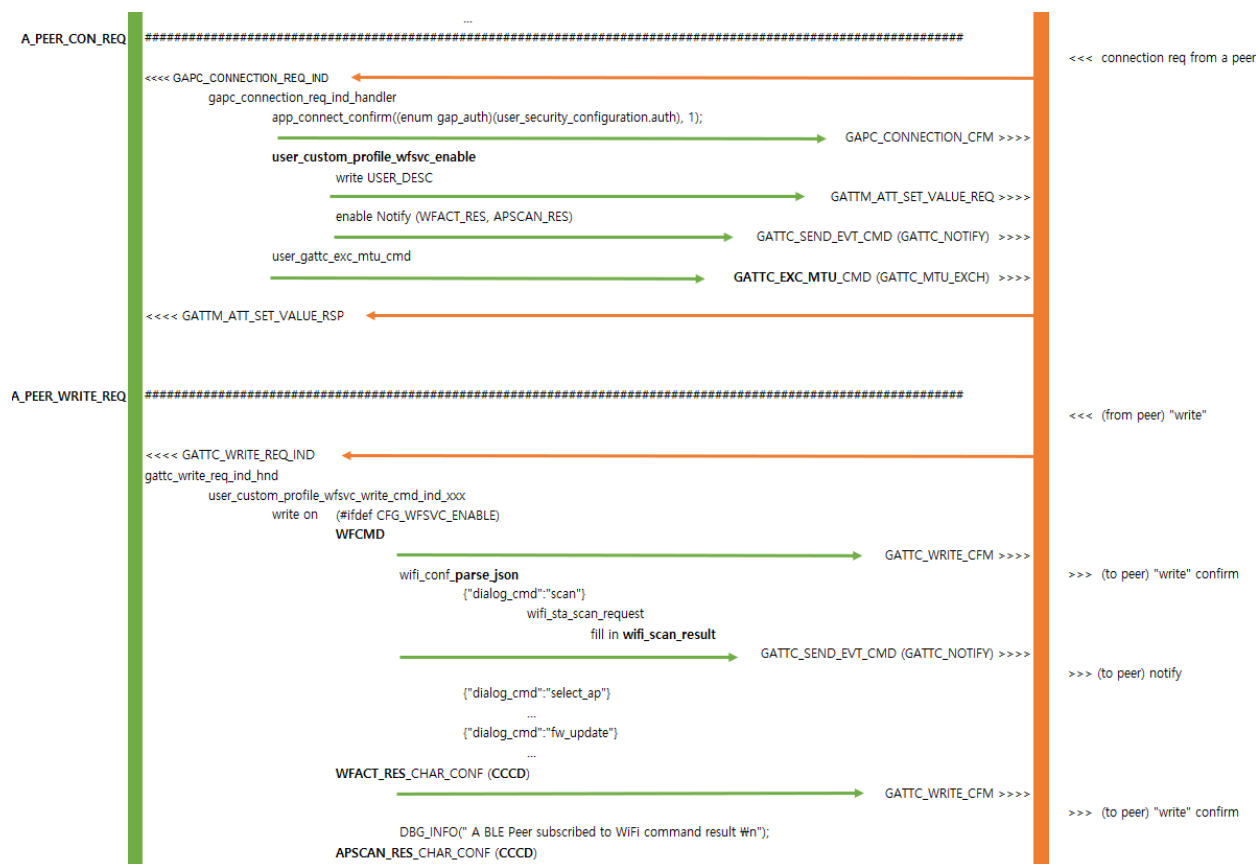 ...
A_PEER_CON_REQ ##############################################################################################################
<<< connection req from a peer
<<<< GAPC_CONNECTION_REQ_IND
gapc_connection_req_ind_handler
app_connect_confirm((enum gap_auth)(user_security_configuration.auth), 1);
GAPC_CONNECTION_CFM >>>>
user_custom_profile_wfsvc_enable
write USER_DESC
GATTM_ATT_SET_VALUE_REQ >>>>
enable Notify (WFACT_RES, APSCAN_RES)
GATTC_SEND_EVT_CMD (GATTC_NOTIFY) >>>>
user_gattc_exc_mtu_cmd
GATTC_EXC_MTU_CMD (GATTC_MTU_EXCH) >>>>
<<<< GATTM_ATT_SET_VALUE_RSP
A_PEER_WRITE_REQ ##############################################################################################################
<<< (from peer) "write"
<<<< GATTC_WRITE_REQ_IND
gattc_write_req_ind_hnd
user_custom_profile_wfsvc_write_cmd_ind_xxx
write on (#ifdef CFG_WFSVC_ENABLE)
WFCMD
GATTC_WRITE_CFM >>>>
wifi_conf_parse_json
>>> (to peer) "write" confirm
{"dialog_cmd":"scan"}
wifi_sta_scan_request
fill in wifi_scan_result
GATTC_SEND_EVT_CMD (GATTC_NOTIFY) >>>>
>>> (to peer) notify
{"dialog_cmd":"select_ap"}
...
{"dialog_cmd":"fw_update"}
...
WFACT_RES_CHAR_CONF (CCCD)
GATTC_WRITE_CFM >>>>
>>> (to peer) "write" confirm
DBG_INFO(" A BLE Peer subscribed to WiFi command result ₩n");
APSCAN_RES_CHAR_CONF (CCCD)